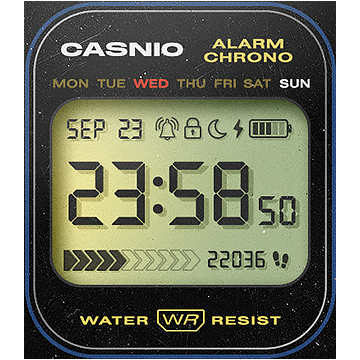 CASNIO
ALARM
CHRONO
MON TUE WED THU FRI SAT SUN
SEP 23
23:58 50
22036
WATER WR RESIST